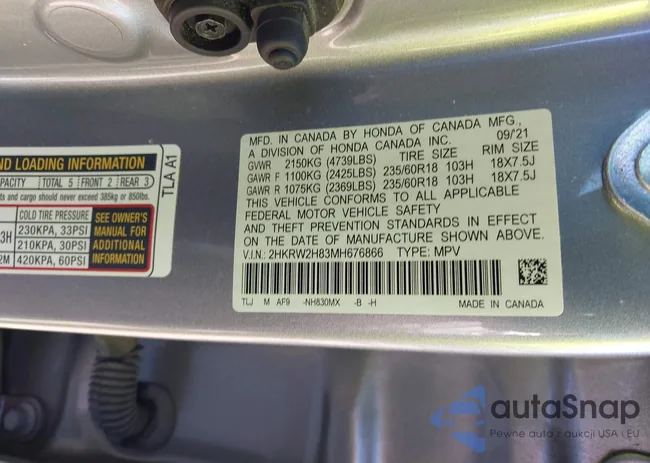 ND LOADING INFORMATION
PACITY TOTAL 5 FRONT 2 REAR 3
ts and cargo should never exceed 385kg or 850lbs.
COLD TIRE PRESSURE
3H 230KPA, 33PSI
210KPA, 30PSI
2M 420KPA, 60PSI
SEE OWNER'S
MANUAL FOR
ADDITIONAL
INFORMATION
TLA A1
MFD. IN CANADA BY HONDA OF CANADA MFG.,
A DIVISION OF HONDA CANADA INC. 09/'21
GVWR 2150KG (4739LBS) TIRE SIZE RIM SIZE
GAWR F 1100KG (2425LBS) 235/60R18 103H 18X7.5J
GAWR R 1075KG (2369LBS) 235/60R18 103H 18X7.5J
THIS VEHICLE CONFORMS TO ALL APPLICABLE
FEDERAL MOTOR VEHICLE SAFETY
AND THEFT PREVENTION STANDARDS IN EFFECT
ON THE DATE OF MANUFACTURE SHOWN ABOVE.
V.I.N.: 2HKRW2H83MH676866 TYPE: MPV
TLJ M AF9 -NH830MX -B -H MADE IN CANADA
autaSnap
Pewne auta z aukcji USA i EU